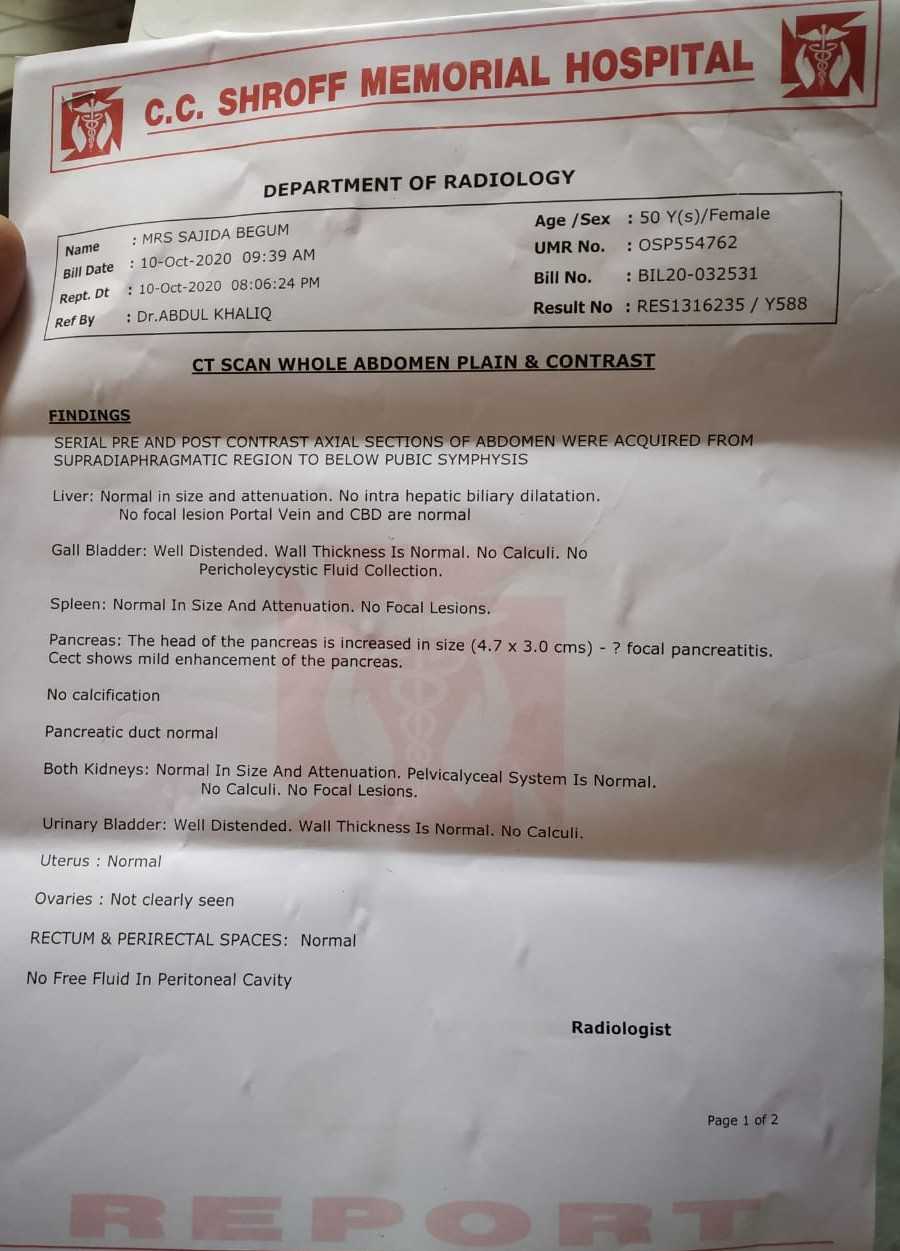 C.C. SHROFF MEMORIAL HOSPITAL
DEPARTMENT OF RADIOLOGY
Name : MRS SAJIDA BEGUM Age /Sex : 50 Y(s)/Female
Bill Date : 10-Oct-2020 09:39 AM UMR No. : OSP554762
Rept. Dt : 10-Oct-2020 08:06:24 PM Bill No. : BIL20-032531
Ref By : Dr.ABDUL KHALIQ Result No : RES1316235 / Y588
CT SCAN WHOLE ABDOMEN PLAIN & CONTRAST
FINDINGS
SERIAL PRE AND POST CONTRAST AXIAL SECTIONS OF ABDOMEN WERE ACQUIRED FROM
SUPRADIAPHRAGMATIC REGION TO BELOW PUBIC SYMPHYSIS
Liver: Normal in size and attenuation. No intra hepatic biliary dilatation.
No focal lesion Portal Vein and CBD are normal
Gall Bladder: Well Distended. Wall Thickness Is Normal. No Calculi. No
Pericholeycystic Fluid Collection.
Spleen: Normal In Size And Attenuation. No Focal Lesions.
Pancreas: The head of the pancreas is increased in size (4.7 x 3.0 cms) - ? focal pancreatitis.
Cect shows mild enhancement of the pancreas.
No calcification
Pancreatic duct normal
Both Kidneys: Normal In Size And Attenuation. Pelvicalyceal System Is Normal.
No Calculi. No Focal Lesions.
Urinary Bladder: Well Distended. Wall Thickness Is Normal. No Calculi.
Uterus : Normal
Ovaries : Not clearly seen
RECTUM & PERIRECTAL SPACES: Normal
No Free Fluid In Peritoneal Cavity
Radiologist
Page 1 of 2
REPORT